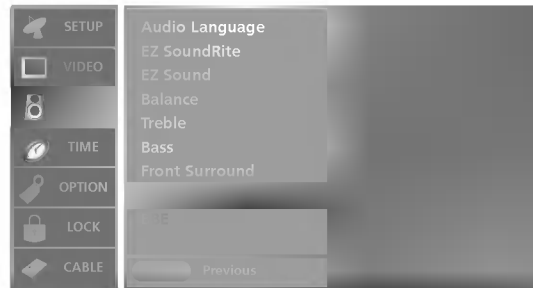 SETUP
VIDEO
TIME
OPTION
LOCK
CABLE
Audio Language
EZ SoundRite
EZ Sound
Balance
Treble
Bass
Front Surround
Previous